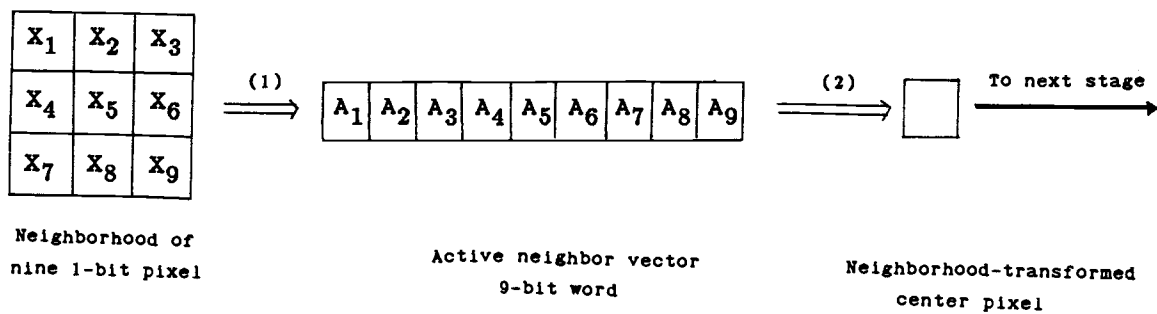 X1 X2 X3
X4 X5 X6
X7 X8 X9
(1)
A1 A2 A3 A4 A5 A6 A7 A8 A9
(2)
To next stage
Neighborhood of
nine 1-bit pixel
Active neighbor vector
9-bit word
Neighborhood-transformed
center pixel